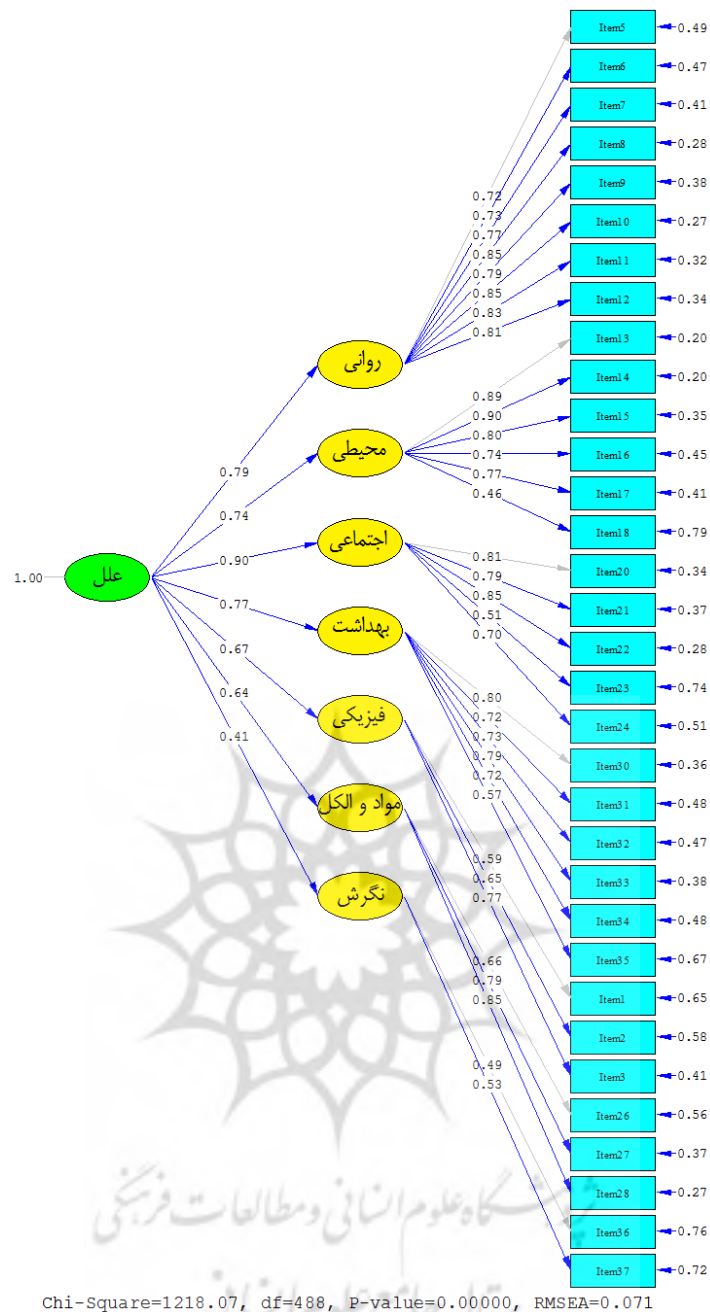 Item5 0.49
Item6 0.47
Item7 0.41
Item8 0.28
Item9 0.38
0.72
0.73
Item10 0.27
0.77
0.85
Item11 0.32
0.79
0.85
Item12 0.34
0.83
0.81
Item13 0.20
روانی
Item14 0.20
0.89
0.90
Item15 0.35
0.80
محیطی
0.74
Item16 0.45
0.79
0.77
Item17 0.41
0.46
0.74
Item18 0.79
اجتماعی
0.90
0.81
Item20 0.34
1.00
علل
0.79
0.77
Item21 0.37
0.85
بهداشت
0.51
Item22 0.28
0.67
0.70
Item23 0.74
0.64
0.80
Item24 0.51
فیزیکی
0.72
0.41
0.73
Item30 0.36
0.79
0.72
0.57
Item31 0.48
مواد و الکل
Item32 0.47
0.59
0.65
Item33 0.38
نگرش
0.77
Item34 0.48
Item35 0.67
0.66
0.79
Item1 0.65
0.85
Item2 0.58
0.49
Item3 0.41
0.53
Item26 0.56
Item27 0.37
Item28 0.27
پژوهشگاه علوم انسانی و مطالعات فرهنگی
Item36 0.76
Item37 0.72
Chi-Square=1218.07, df=488, P-value=0.00000, RMSEA=0.071